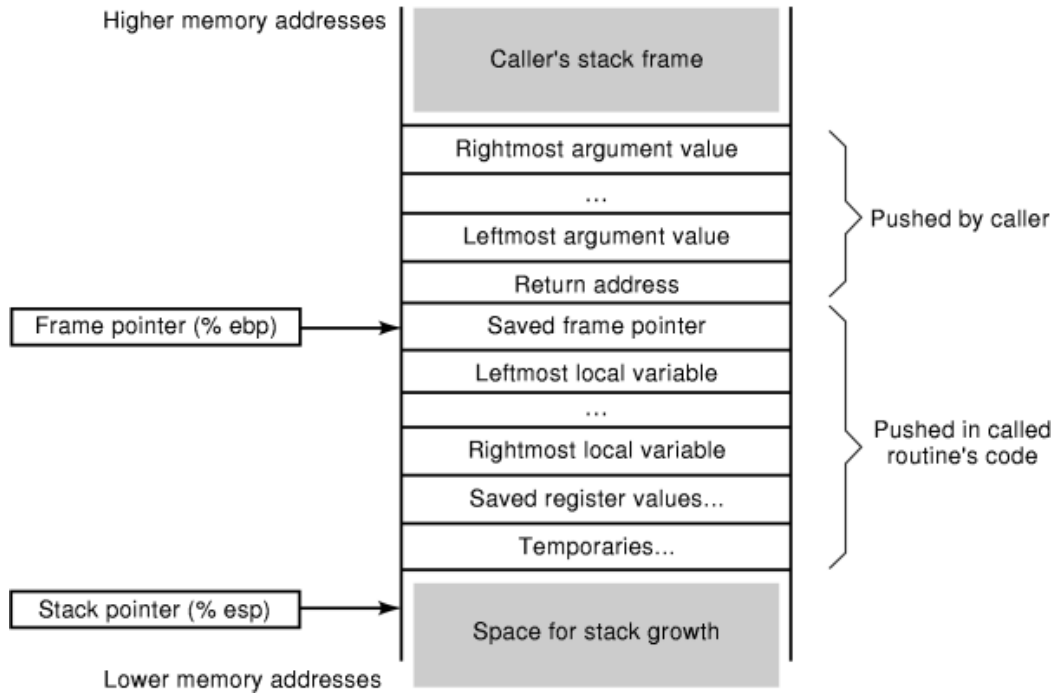 Higher memory addresses
Caller's stack frame
Rightmost argument value
...
Leftmost argument value
Pushed by caller
Return address
Frame pointer (% ebp)
Saved frame pointer
Leftmost local variable
...
Rightmost local variable
Pushed in called
routine's code
Saved register values...
Temporaries...
Stack pointer (% esp)
Space for stack growth
Lower memory addresses